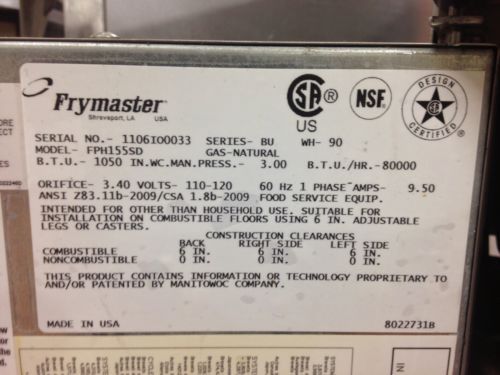 Frymaster
Shreveport, LA USA
SA ® US
NSF®
DESIGN CERTIFIED ®
SERIAL NO.- 1106IO0033 SERIES- BU WH- 90
MODEL- FPH155SD GAS-NATURAL
B.T.U.- 1050 IN.WC.MAN.PRESS.- 3.00 B.T.U./HR.-80000
ORIFICE- 3.40 VOLTS- 110-120 60 Hz 1 PHASE AMPS- 9.50
ANSI Z83.11b-2009/CSA 1.8b-2009 FOOD SERVICE EQUIP.
INTENDED FOR OTHER THAN HOUSEHOLD USE. SUITABLE FOR
INSTALLATION ON COMBUSTIBLE FLOORS USING 6 IN. ADJUSTABLE
LEGS OR CASTERS.
CONSTRUCTION CLEARANCES
BACK RIGHT SIDE LEFT SIDE
COMBUSTIBLE 6 IN. 6 IN. 6 IN.
NONCOMBUSTIBLE 0 IN. 0 IN. 0 IN.
THIS PRODUCT CONTAINS INFORMATION OR TECHNOLOGY PROPRIETARY TO
AND/OR PATENTED BY MANITOWOC COMPANY.
MADE IN USA 8022731B